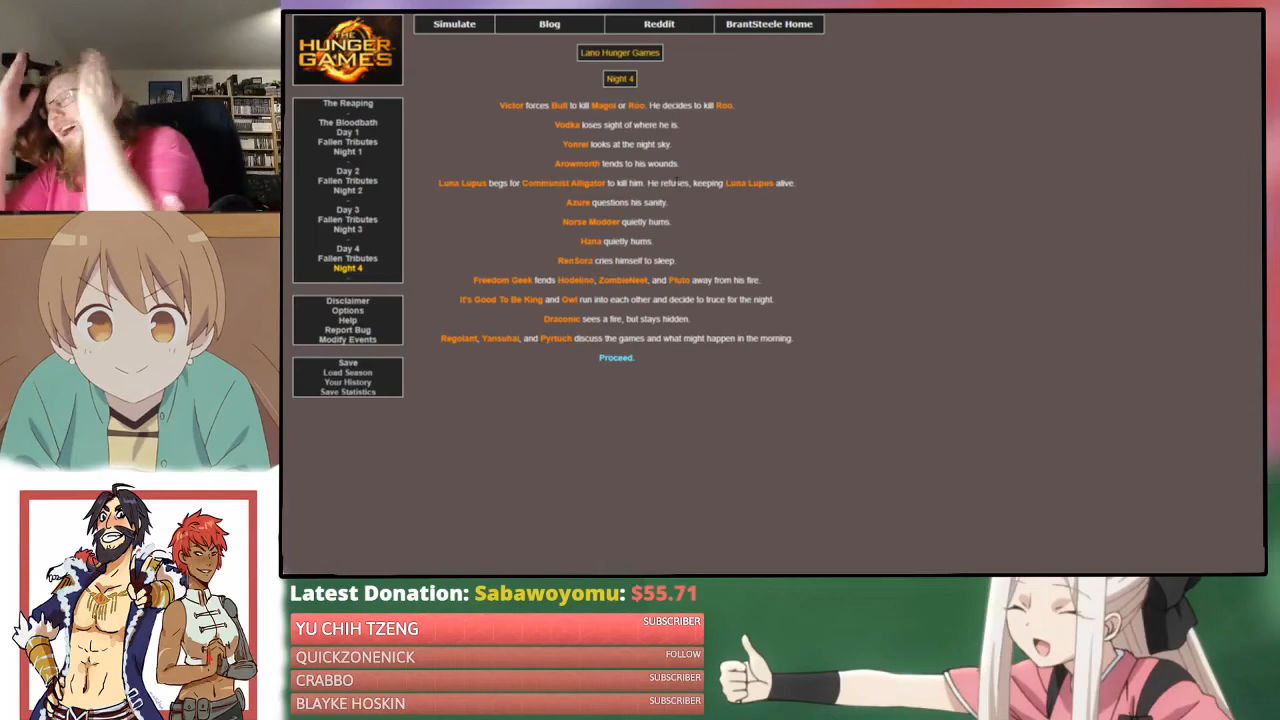 THE
HUNGER
GAMES
Simulate
Blog
Reddit
BrantSteele Home
Lano Hunger Games
Night 4
The Reaping
-
The Bloodbath
Day 1
Fallen Tributes
Night 1
-
Day 2
Fallen Tributes
Night 2
-
Day 3
Fallen Tributes
Night 3
-
Day 4
Fallen Tributes
Night 4
-
Disclaimer
Options
Help
Report Bug
Modify Events
Save
Load Season
Your History
Save Statistics
Victor forces Bull to kill Magoi or Roo. He decides to kill Roo.
Vodka loses sight of where he is.
Yonrei looks at the night sky.
Arowmorth tends to his wounds.
Luna Lupus begs for Communist Alligator to kill him. He refuses, keeping Luna Lupus alive.
Azure questions his sanity.
Norse Modder quietly hums.
Hana quietly hums.
RenSora cries himself to sleep.
Freedom Geek fends Hodelino, ZombieNeet, and Pluto away from his fire.
It's Good To Be King and Owl run into each other and decide to truce for the night.
Draconic sees a fire, but stays hidden.
Regolant, Yansuhai, and Pyrtuch discuss the games and what might happen in the morning.
Proceed.
Latest Donation: Sabawoyomu: $55.71
YU CHIH TZENG SUBSCRIBER
QUICKZONENICK FOLLOW
CRABBO SUBSCRIBER
BLAYKE HOSKIN SUBSCRIBER